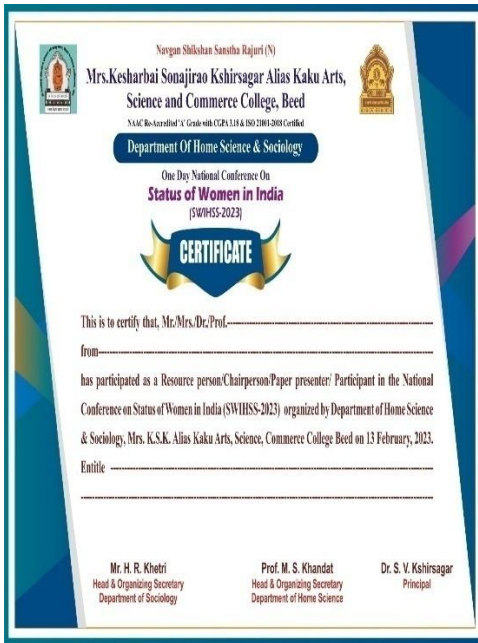 Navgan Shikshan Sanstha Rajuri (N)
Mrs.Kesharbai Sonajirao Kshirsagar Alias Kaku Arts,
Science and Commerce College, Beed
NAAC Re-Accredited 'A' Grade with CGPA 3.18 & ISO 21001-2018 Certified
Department Of Home Science & Sociology
One Day National Conference On
Status of Women in India
(SWIHSS-2023)
CERTIFICATE
This is to certify that, Mr./Mrs./Dr./Prof.
from
has participated as a Resource person/Chairperson/Paper presenter/ Participant in the National
Conference on Status of Women in India (SWIHSS-2023) organized by Department of Home Science
& Sociology, Mrs. K.S.K. Alias Kaku Arts, Science, Commerce College Beed on 13 February, 2023.
Entitle
Mr. H. R. Khetri Prof. M. S. Khandat Dr. S. V. Kshirsagar
Head & Organizing Secretary Head & Organizing Secretary Principal
Department of Sociology Department of Home Science